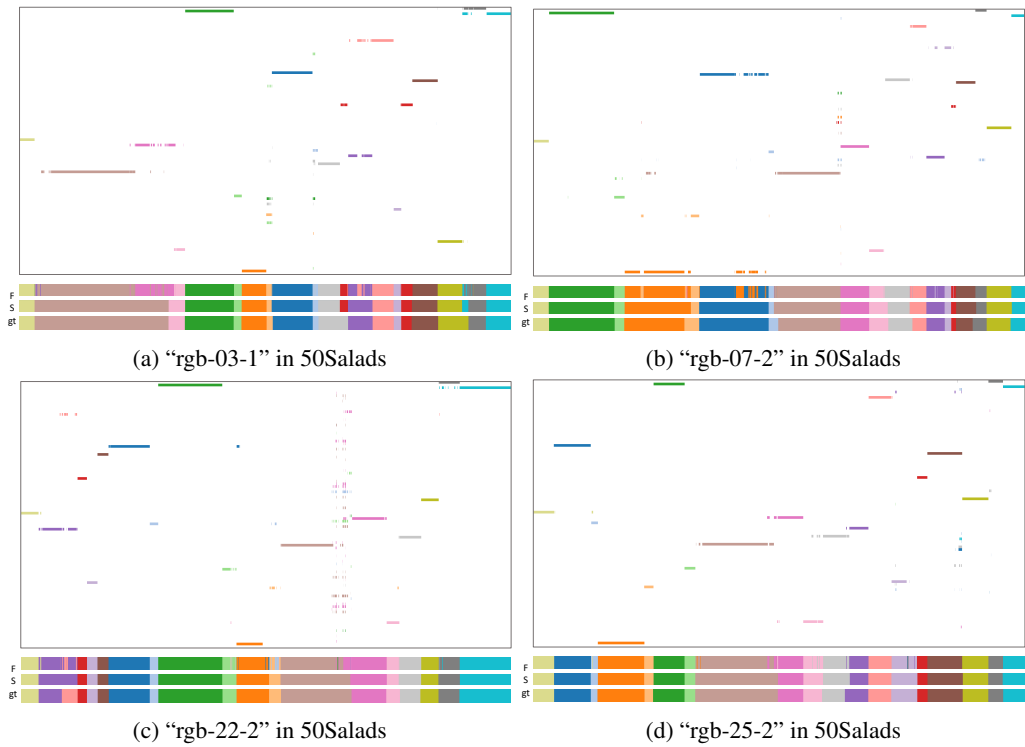 F
S
gt
F
S
gt
(a) “rgb-03-1” in 50Salads
(b) “rgb-07-2” in 50Salads
F
S
gt
F
S
gt
(c) “rgb-22-2” in 50Salads
(d) “rgb-25-2” in 50Salads